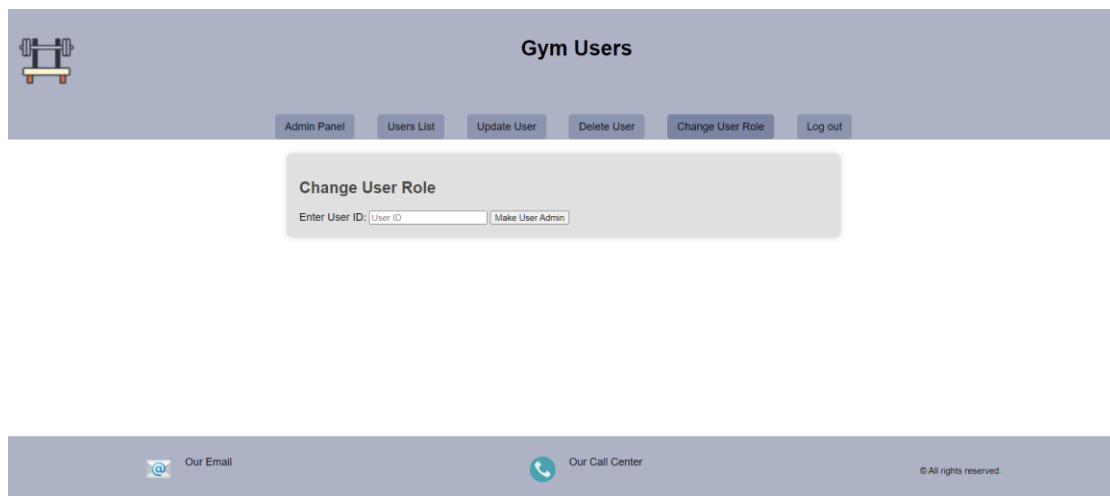 Gym Users
Admin Panel Users List Update User Delete User Change User Role Log out
Change User Role
Enter User ID: User ID Make User Admin
@ Our Email Our Call Center
© All rights reserved.